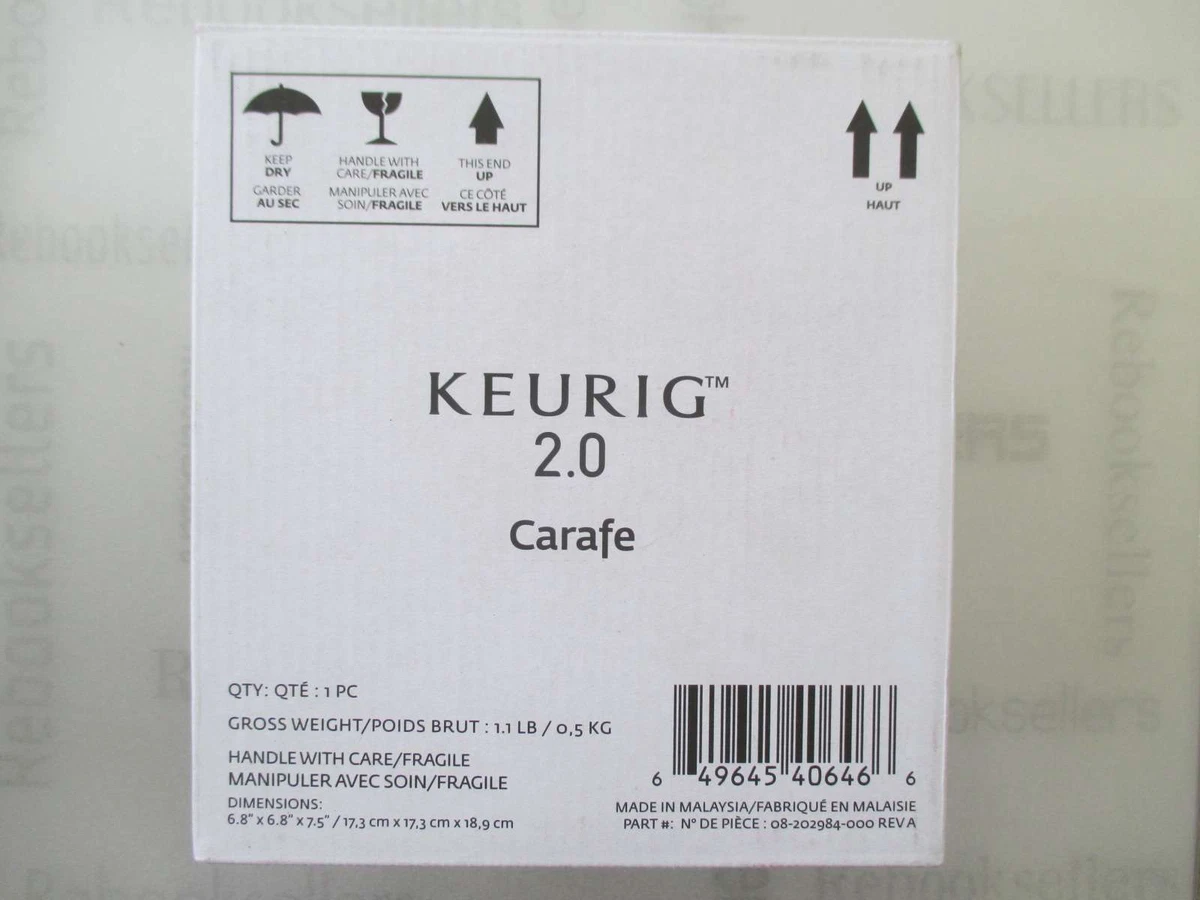 KEEP
DRY
GARDER
AU SEC
HANDLE WITH
CARE/FRAGILE
MANIPULER AVEC
SOIN/FRAGILE
THIS END
UP
CE CÔTÉ
VERS LE HAUT
UP
HAUT
KEURIG™
2.0
Carafe
QTY: QTÉ : 1 PC
GROSS WEIGHT/POIDS BRUT : 1.1 LB / 0,5 KG
HANDLE WITH CARE/FRAGILE
MANIPULER AVEC SOIN/FRAGILE
DIMENSIONS:
6.8" x 6.8" x 7.5" / 17,3 cm x 17,3 cm x 18,9 cm
6 49645 40646 6
MADE IN MALAYSIA/FABRIQUÉ EN MALAISIE
PART #: Nº DE PIÈCE : 08-202984-000 REV A
Rebooksellers
Rebooksellers